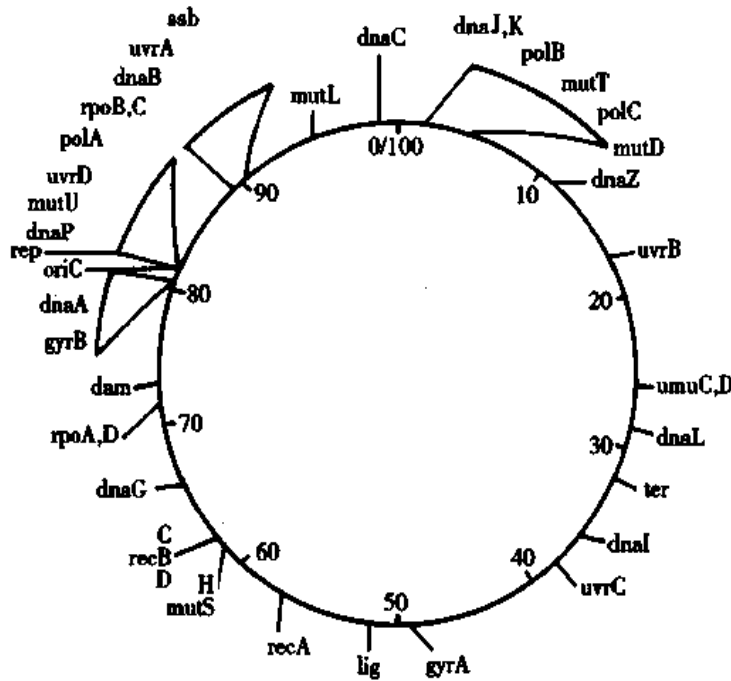 ssb
uvrA
dnaB
rpoB,C
polA
uvrD
mutU
dnaP
rep
oriC
dnaA
gyrB
dam
rpoA,D
dnaG
C
recB
D
H
mutS
recA
lig
gyrA
uvrC
dnaI
ter
dnaL
umuC,D
uvrB
dnaZ
mutD
polC
mutT
polB
dnaJ,K
dnaC
mutL
0/100
10
20
30
40
50
60
70
80
90